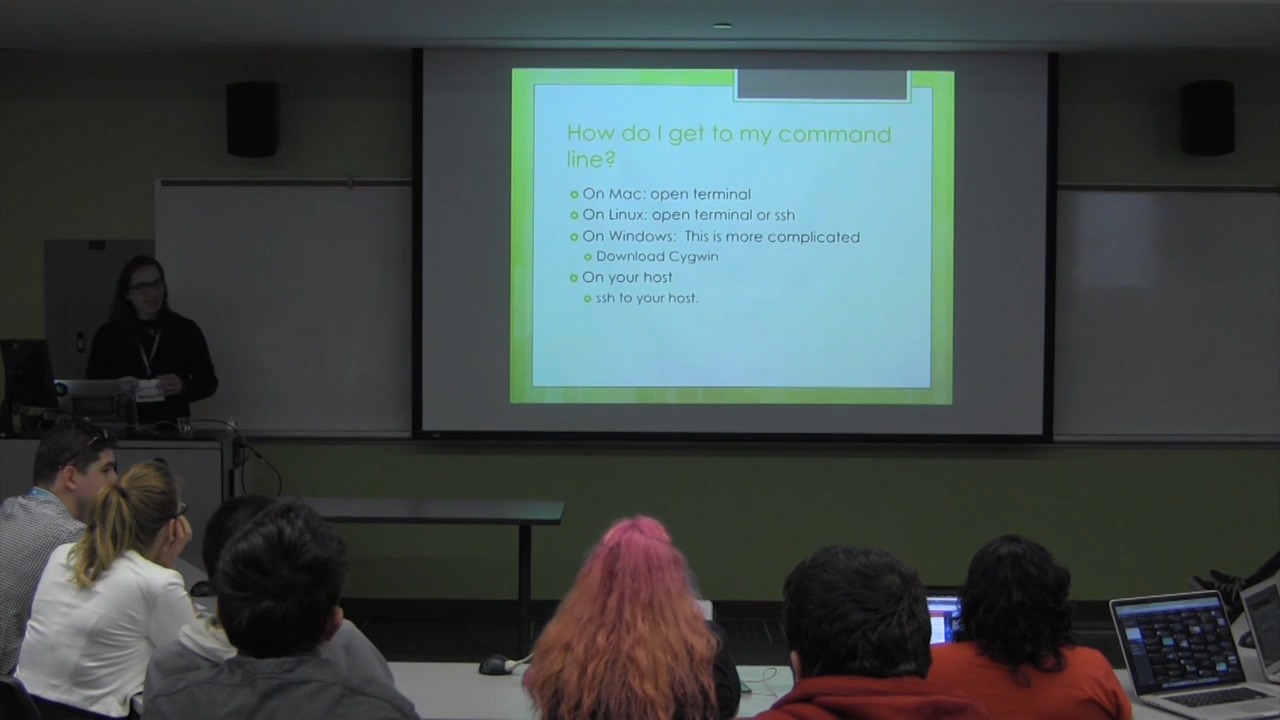 How do I get to my command
line?
On Mac: open terminal
On Linux: open terminal or ssh
On Windows:  This is more complicated
Download Cygwin
On your host
ssh to your host.